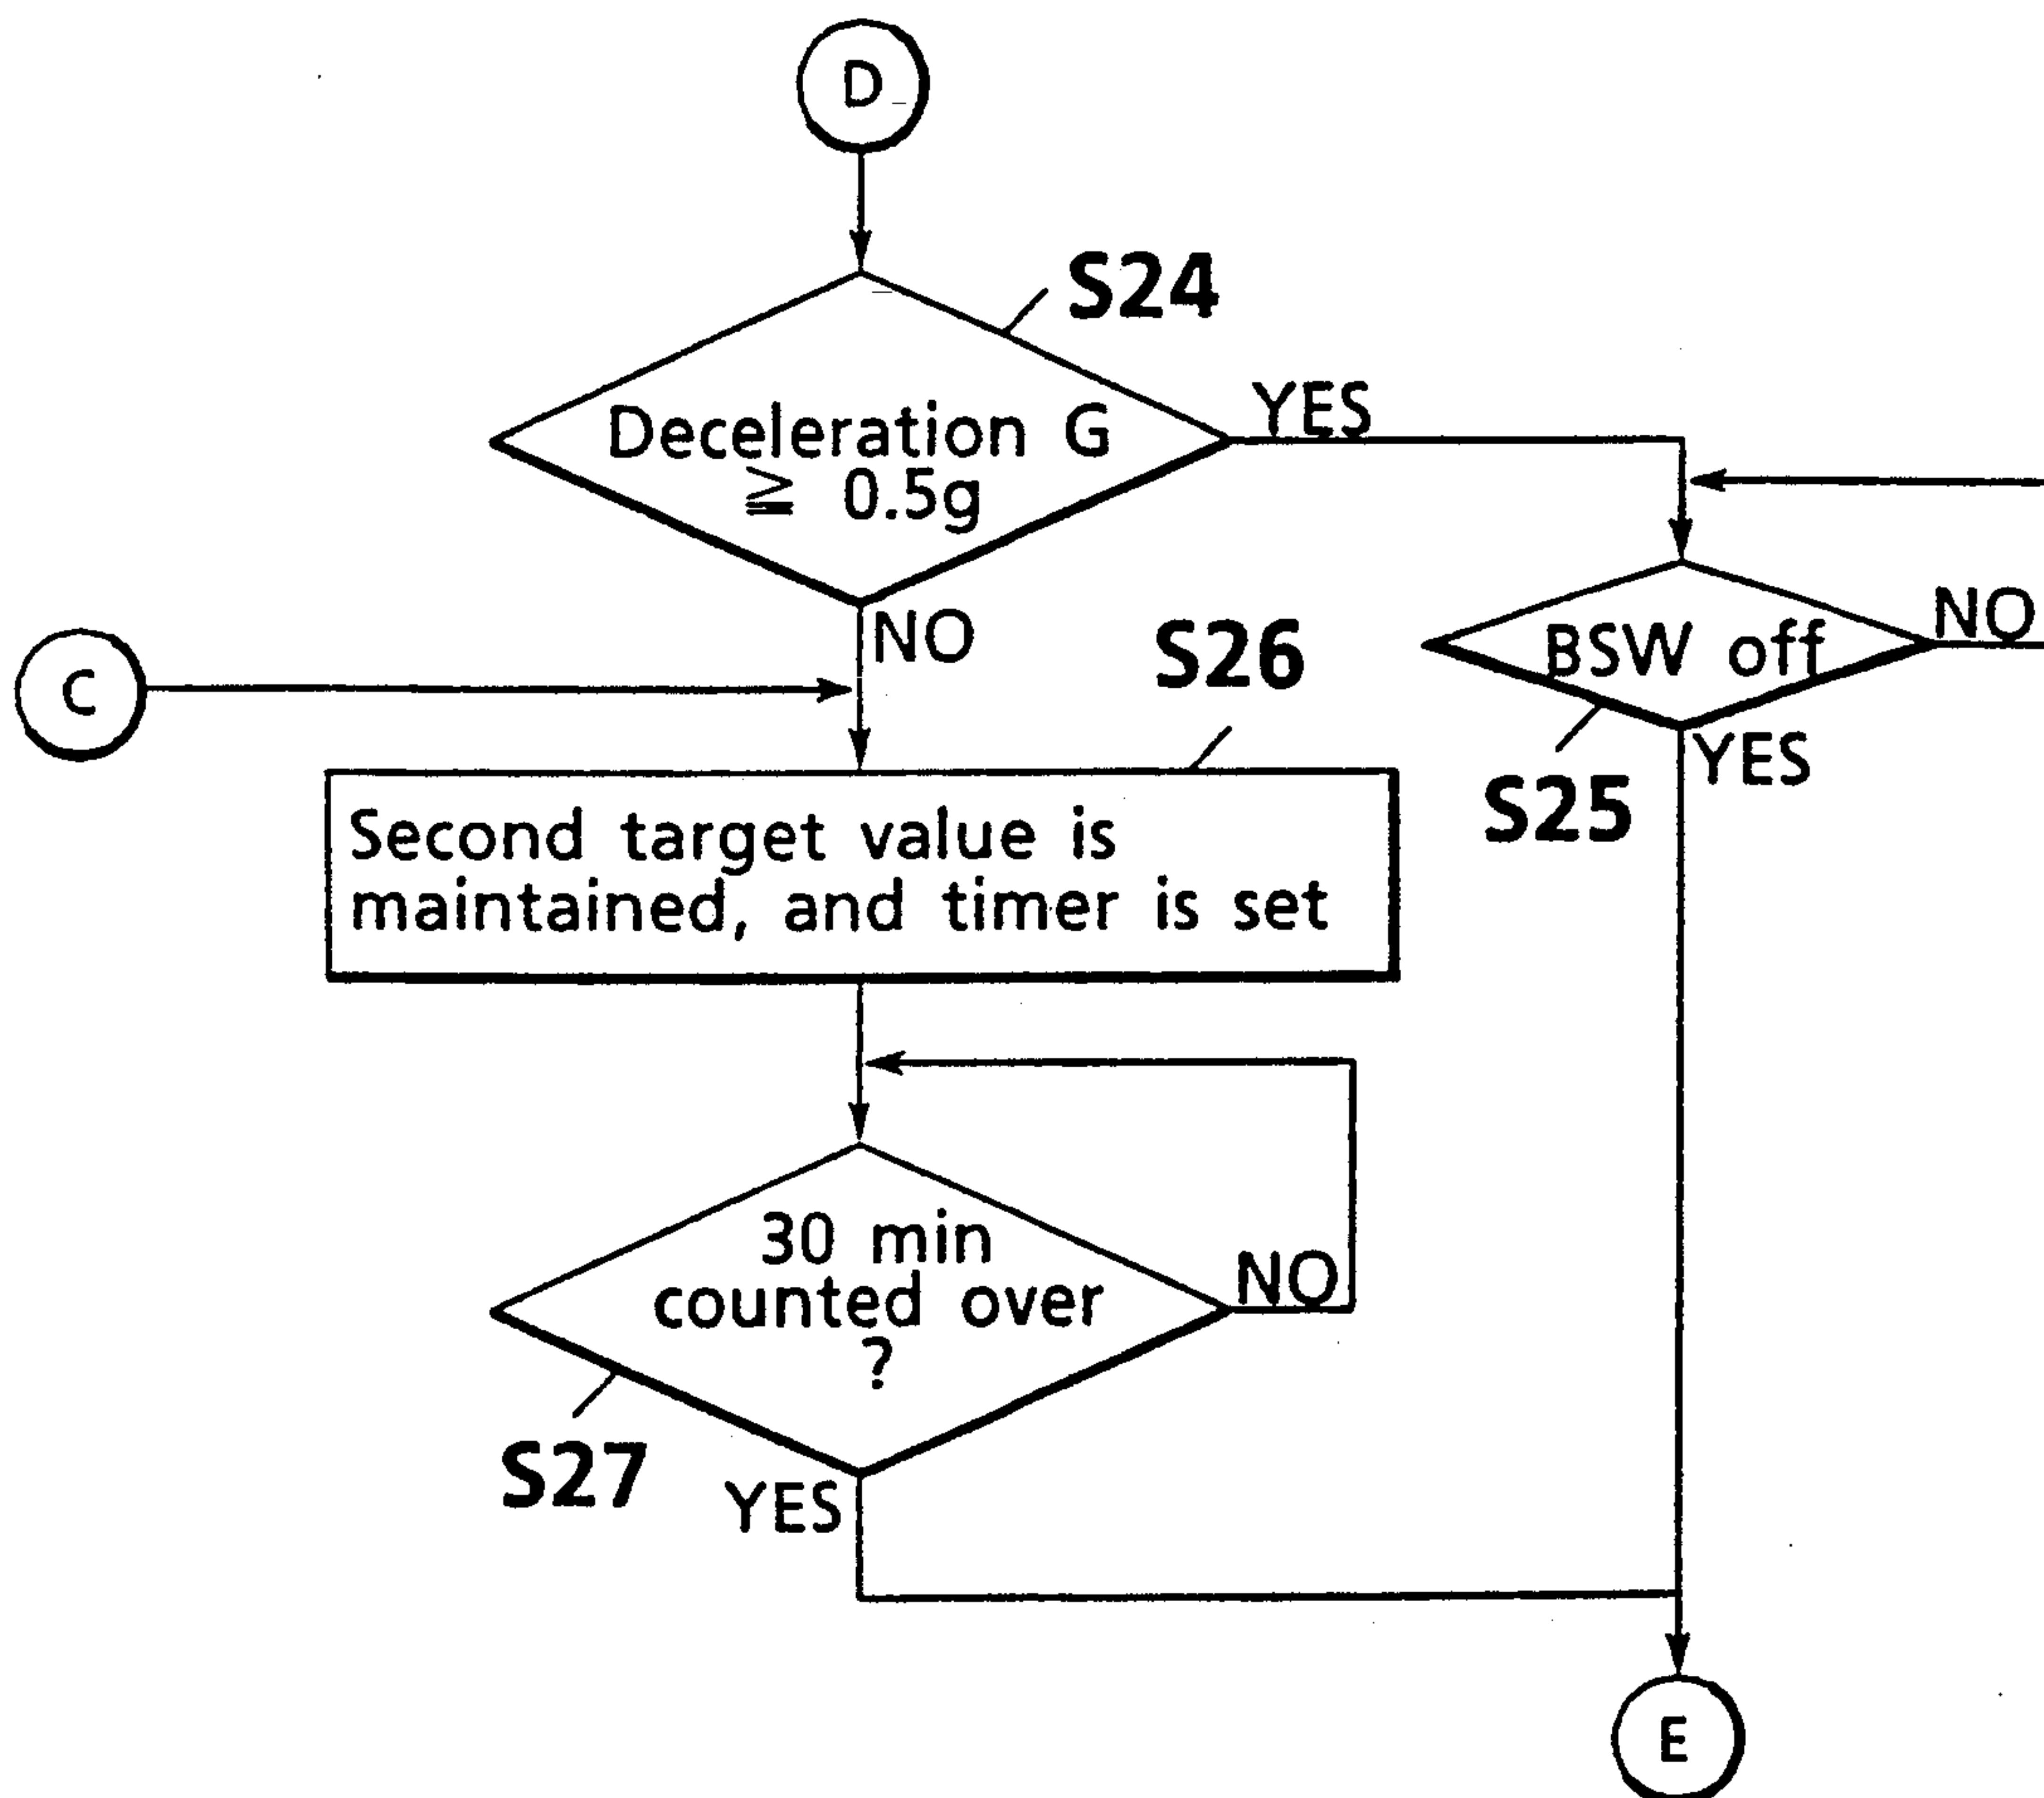 D
S24
Deceleration G
≧ 0.5g
YES
NO
C
S26
BSW off
NO
YES
S25
Second target value is
maintained, and timer is set
30 min
counted over
?
NO
S27
YES
E